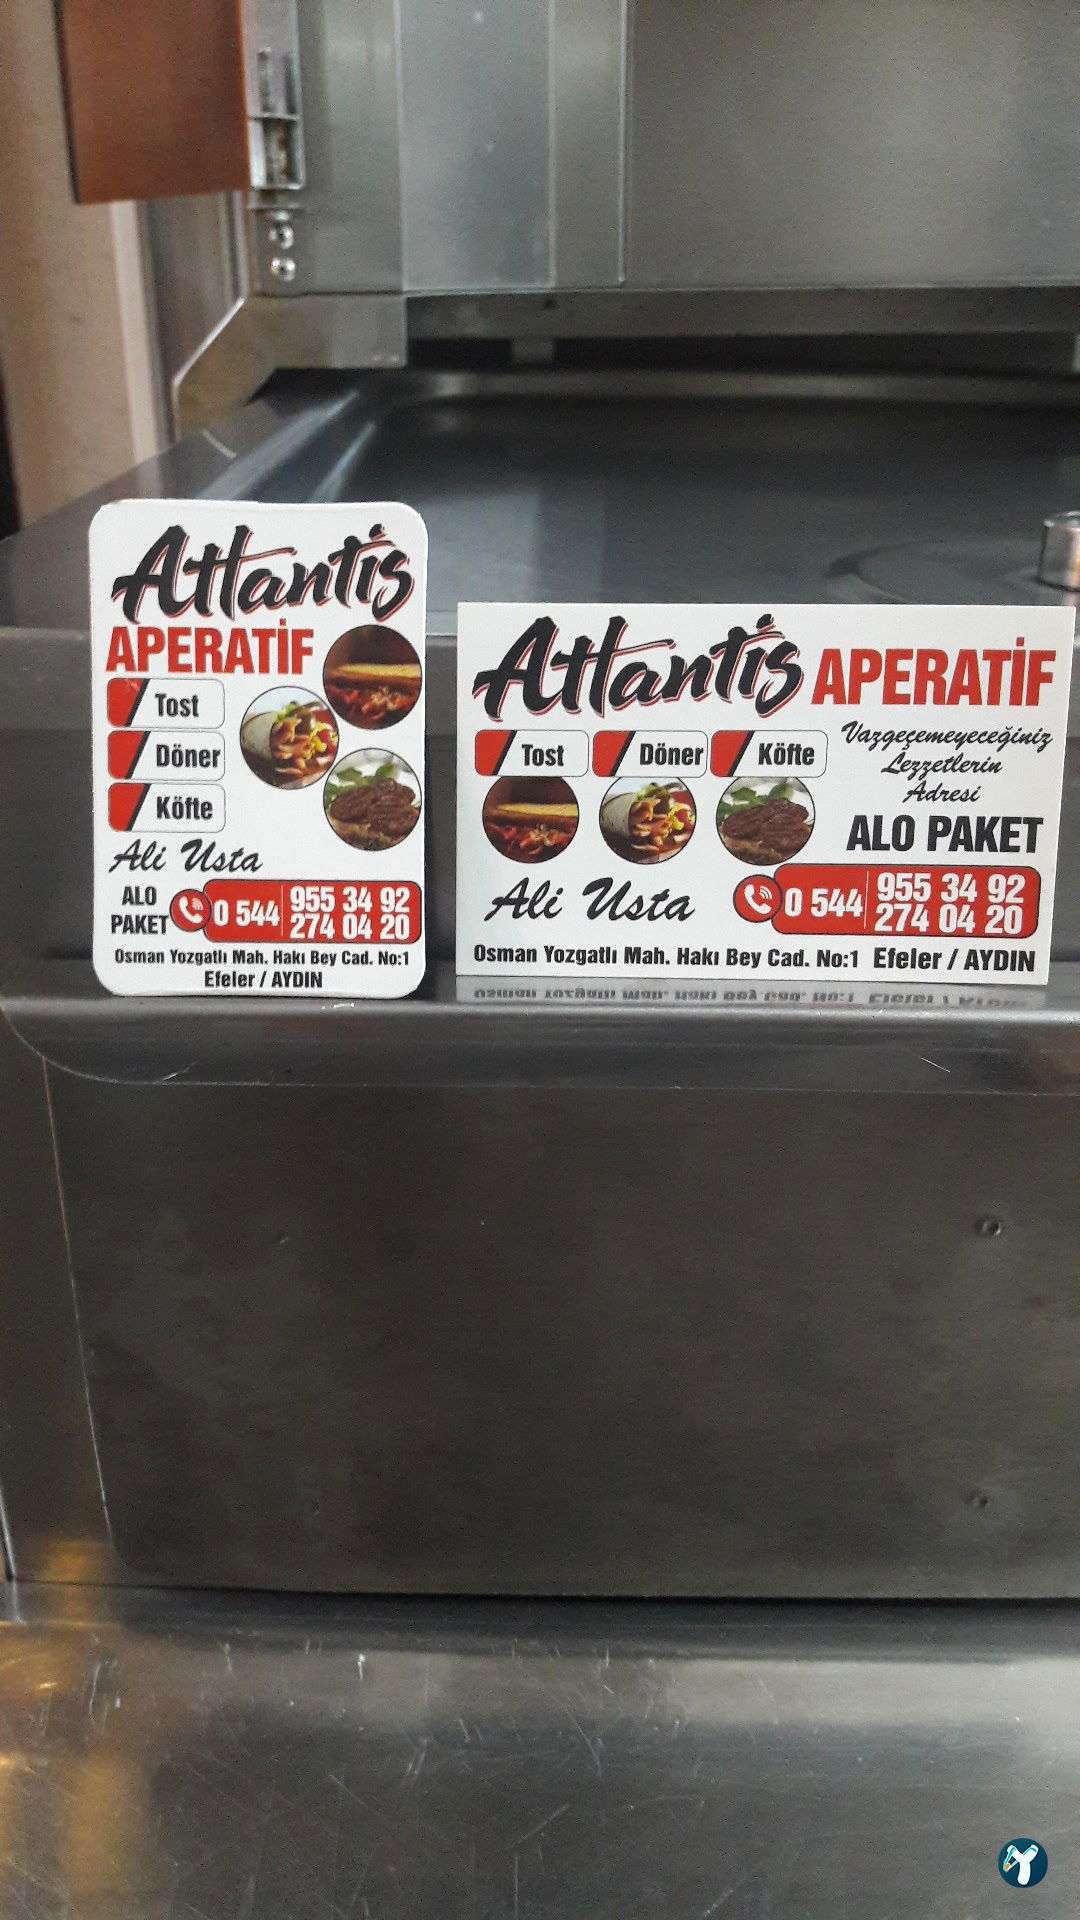 Atlantis
APERATİF
Tost
Döner
Köfte
Ali Usta
ALO
PAKET
0 544
955 34 92
274 04 20
Osman Yozgatlı Mah. Hakı Bey Cad. No:1
Efeler / AYDIN
Atlantis APERATİF
Tost Döner Köfte
Vazgeçemeyeceğiniz
Lezzetlerin
Adresi
ALO PAKET
Ali Usta
0 544
955 34 92
274 04 20
Osman Yozgatlı Mah. Hakı Bey Cad. No:1 Efeler / AYDIN